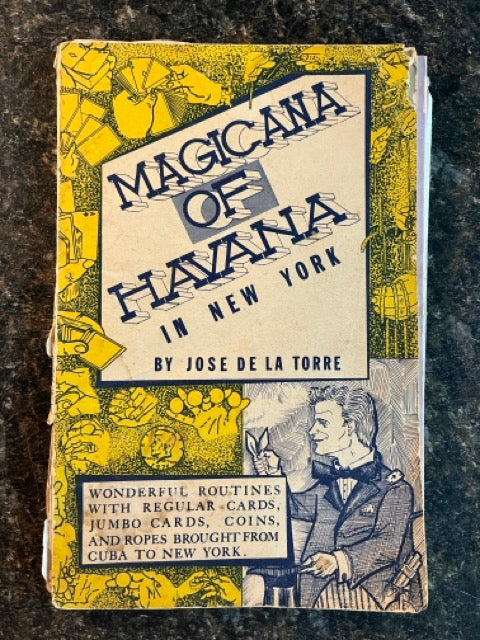 MAGICANA
OF
HAVANA
IN NEW YORK
BY JOSE DE LA TORRE
WONDERFUL ROUTINES
WITH REGULAR CARDS,
JUMBO CARDS, COINS,
AND ROPES BROUGHT FROM
CUBA TO NEW YORK.